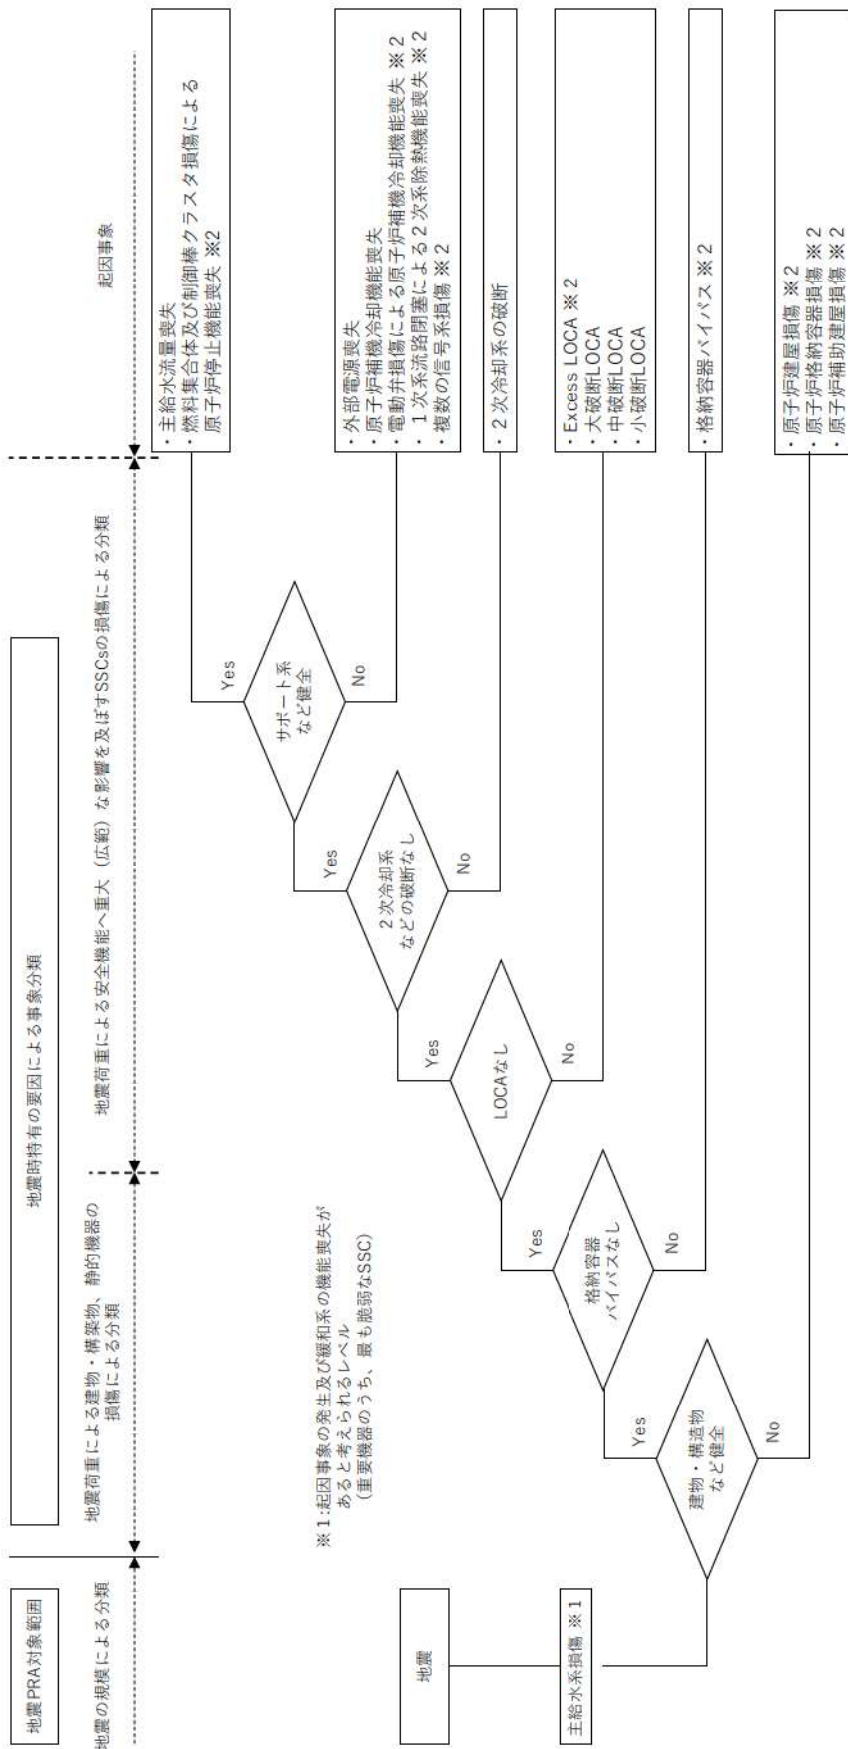 地震PRA対象範囲
地震時特有の要因による事象分類
地震の規模による分類
地震荷重による建物・構築物、静的機器の
損傷による分類
地震荷重による安全機能へ重大（広範）な影響を及ぼすSSCsの損傷による分類
起因事象
地震
主給水系損傷 ※1
※1:起因事象の発生及び緩和系の機能喪失が
あると考えられるレベル
（重要機器のうち、最も脆弱なSSC）
建物・構造物
など健全
Yes
No
格納容器
バイパスなし
Yes
No
LOCAなし
Yes
No
2次冷却系
などの破断なし
Yes
No
サポート系
など健全
Yes
No
・主給水流量喪失
・燃料集合体及び制御棒クラスタ損傷による
原子炉停止機能喪失 ※2
・外部電源喪失
・原子炉補機冷却機能喪失
・電動弁損傷による原子炉補機冷却機能喪失 ※2
・1次系流路閉塞による2次系除熱機能喪失 ※2
・複数の信号系損傷 ※2
・2次冷却系の破断
・Excess LOCA ※2
・大破断LOCA
・中破断LOCA
・小破断LOCA
・格納容器バイパス ※2
・原子炉建屋損傷 ※2
・原子炉格納容器損傷 ※2
・原子炉補助建屋損傷 ※2